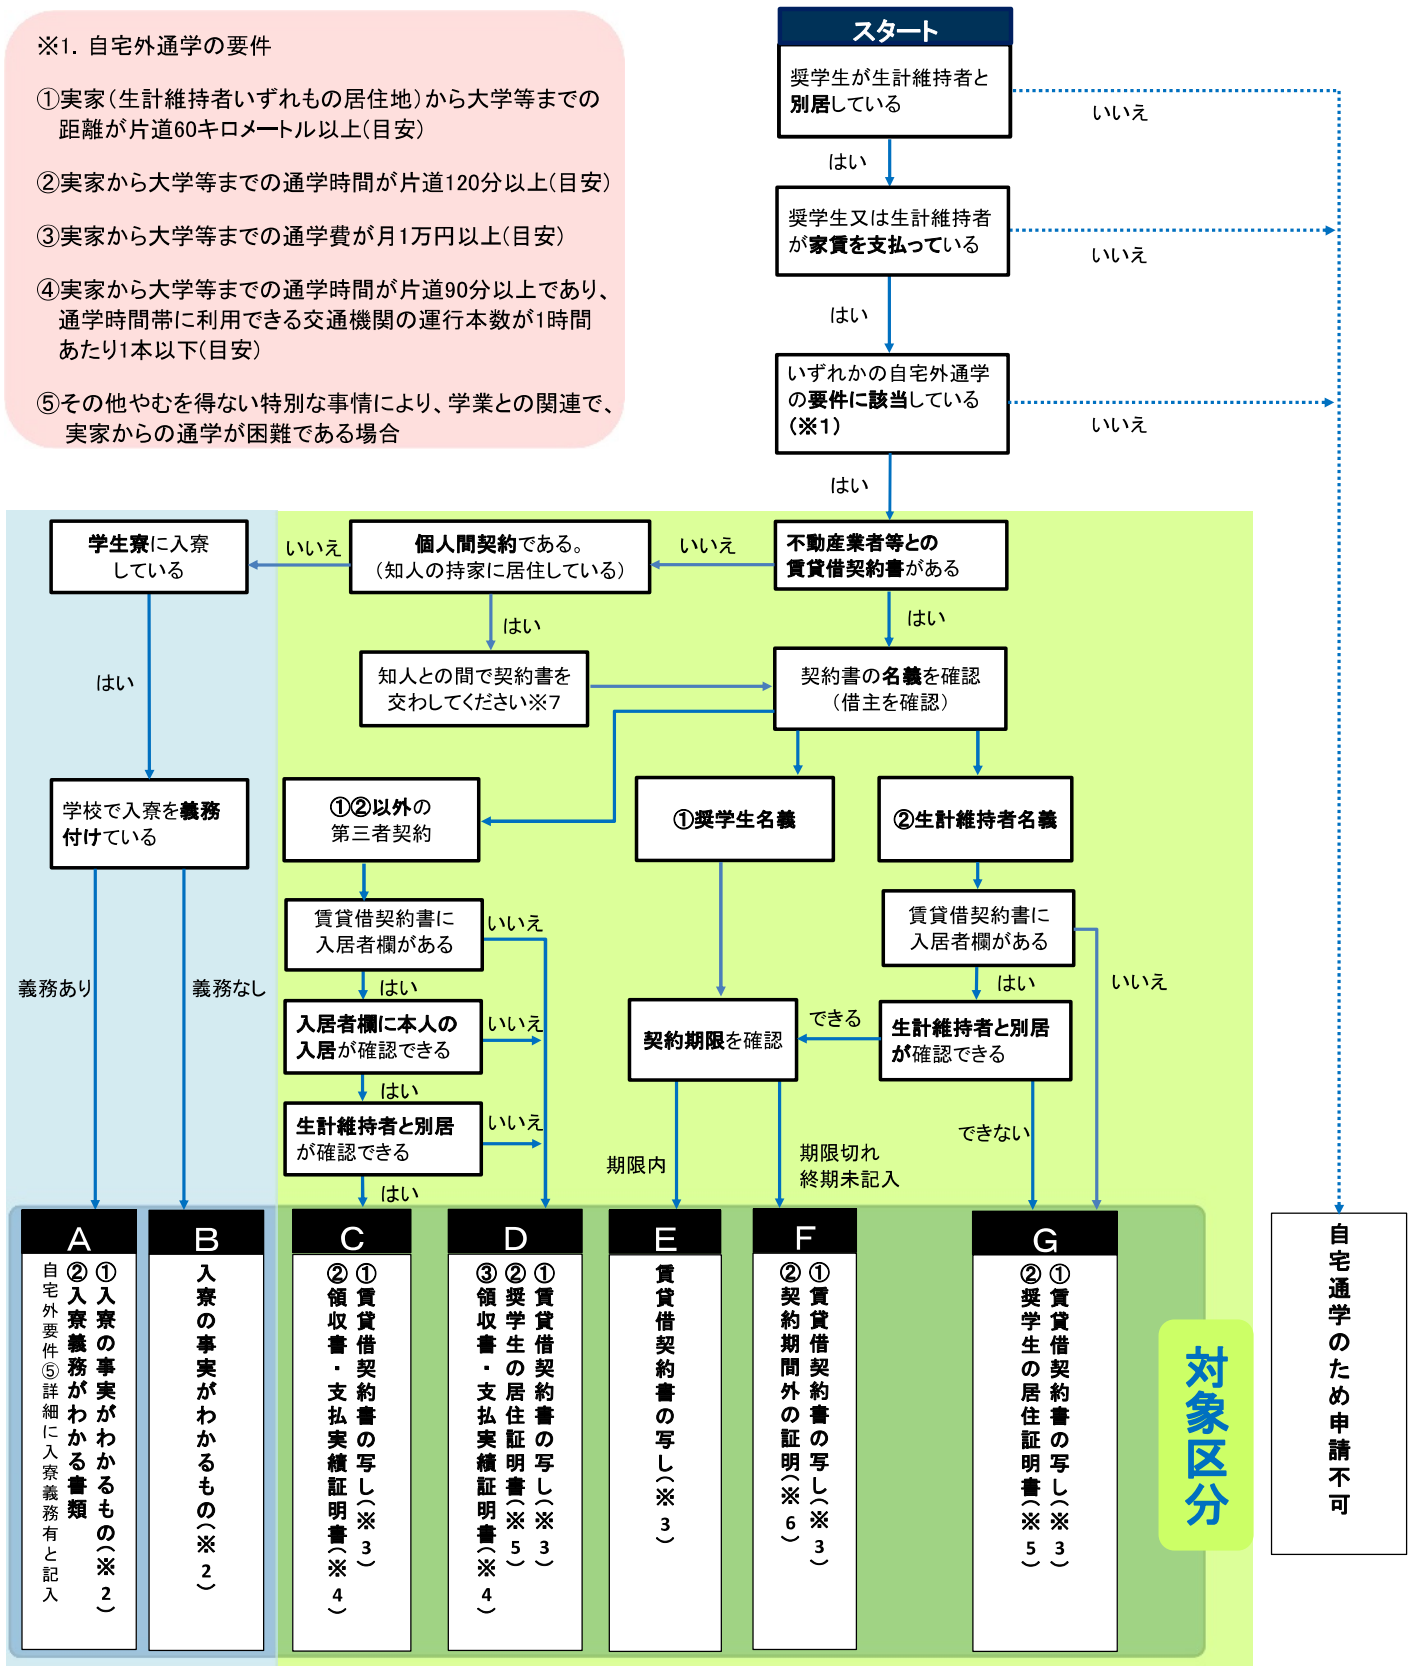 ※1. 自宅外通学の要件
①実家（生計維持者いずれもの居住地）から大学等までの
距離が片道60キロメートル以上(目安)
②実家から大学等までの通学時間が片道120分以上(目安)
③実家から大学等までの通学費が月1万円以上(目安)
④実家から大学等までの通学時間が片道90分以上であり、
通学時間帯に利用できる交通機関の運行本数が1時間
あたり1本以下(目安)
⑤その他やむを得ない特別な事情により、学業との関連で、
実家からの通学が困難である場合
スタート
奨学生が生計維持者と
別居している
いいえ
はい
奨学生又は生計維持者
が家賃を支払っている
いいえ
はい
いずれかの自宅外通学
の要件に該当している
（※1）
いいえ
はい
不動産業者等との
賃貸借契約書がある
いいえ
個人間契約である。
（知人の持家に居住している）
いいえ
学生寮に入寮
している
はい
はい
はい
知人との間で契約書を
交わしてください※7
契約書の名義を確認
（借主を確認）
学校で入寮を義務
付けている
①②以外の
第三者契約
①奨学生名義
②生計維持者名義
賃貸借契約書に
入居者欄がある
いいえ
賃貸借契約書に
入居者欄がある
義務あり
義務なし
はい
はい
いいえ
入居者欄に本人の
入居が確認できる
いいえ
契約期限を確認
できる
生計維持者と別居
が確認できる
はい
生計維持者と別居
が確認できる
いいえ
できない
期限内
期限切れ
終期未記入
はい
A
①入寮の事実がわかるもの(※2)
②入寮義務がわかる書類
自宅外要件⑤詳細に入寮義務有と記入
B
入寮の事実がわかるもの(※2)
C
①賃貸借契約書の写し(※3)
②領収書・支払実績証明書(※4)
D
①賃貸借契約書の写し(※3)
②奨学生の居住証明書(※5)
③領収書・支払実績証明書(※4)
E
賃貸借契約書の写し(※3)
F
①賃貸借契約書の写し(※3)
②契約期間外の証明(※6)
G
①賃貸借契約書の写し(※3)
②奨学生の居住証明書(※5)
対象区分
自宅通学のため申請不可